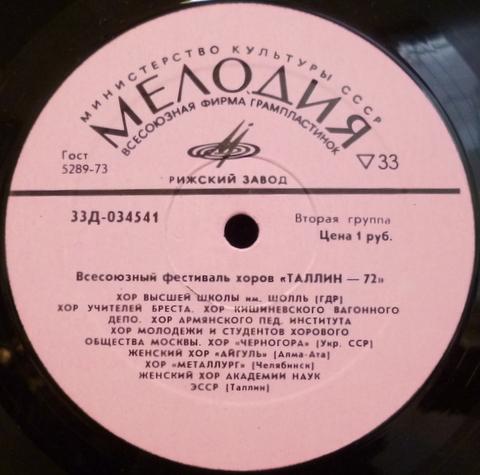 МИНИСТЕРСТВО КУЛЬТУРЫ СССР
МЕЛОДИЯ
ВСЕСОЮЗНАЯ ФИРМА ГРАМПЛАСТИНОК
Гост
5289-73
▽33
РИЖСКИЙ ЗАВОД
33Д-034541
Вторая группа
Цена 1 руб.
Всесоюзный фестиваль хоров «ТАЛЛИН — 72»
ХОР ВЫСШЕЙ ШКОЛЫ им. ШОЛЛЬ (ГДР)
ХОР УЧИТЕЛЕЙ БРЕСТА. ХОР КИШИНЕВСКОГО ВАГОННОГО
ДЕПО. ХОР АРМЯНСКОГО ПЕД. ИНСТИТУТА
ХОР МОЛОДЕЖИ И СТУДЕНТОВ ХОРОВОГО
ОБЩЕСТВА МОСКВЫ. ХОР «ЧЕРНОГОРА» (Укр. ССР)
ЖЕНСКИЙ ХОР «АЙГУЛЬ» (Алма-Ата)
ХОР «МЕТАЛЛУРГ» (Челябинск)
ЖЕНСКИЙ ХОР АКАДЕМИИ НАУК
ЭССР (Таллин)